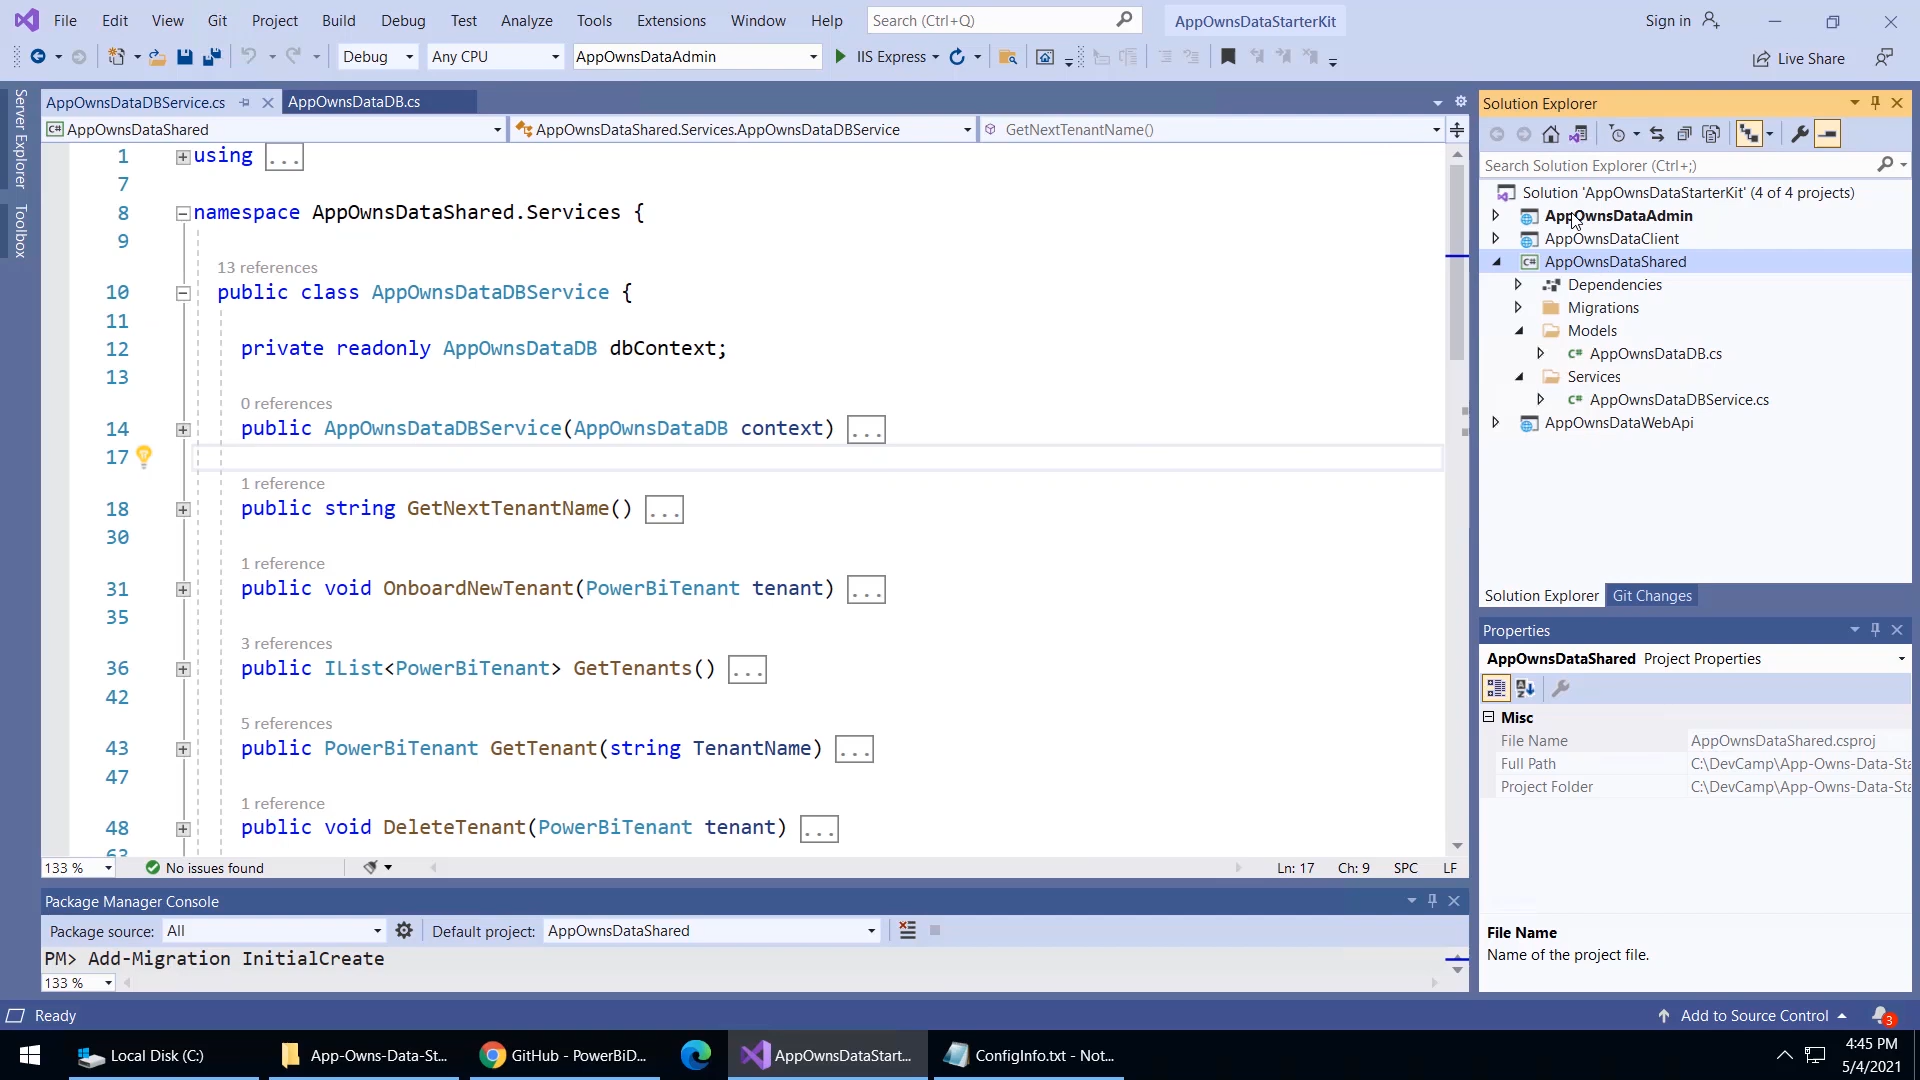 File Edit View Git Project Build Debug Test Analyze Tools Extensions Window Help Search (Ctrl+Q) AppOwnsDataStarterKit Sign in
Debug Any CPU AppOwnsDataAdmin IIS Express Live Share
Server Explorer
Toolbox
AppOwnsDataDBService.cs AppOwnsDataDB.cs
AppOwnsDataShared AppOwnsDataShared.Services.AppOwnsDataDBService GetNextTenantName()
1 using ...
7
8 namespace AppOwnsDataShared.Services {
9
13 references
10 public class AppOwnsDataDBService {
11
12 private readonly AppOwnsDataDB dbContext;
13
0 references
14 public AppOwnsDataDBService(AppOwnsDataDB context) ...
17
1 reference
18 public string GetNextTenantName() ...
30
1 reference
31 public void OnboardNewTenant(PowerBiTenant tenant) ...
35
3 references
36 public IList<PowerBiTenant> GetTenants() ...
42
5 references
43 public PowerBiTenant GetTenant(string TenantName) ...
47
1 reference
48 public void DeleteTenant(PowerBiTenant tenant) ...
63
133 % No issues found Ln: 17 Ch: 9 SPC LF
Package Manager Console
Package source: All Default project: AppOwnsDataShared
PM> Add-Migration InitialCreate
133 %
Solution Explorer
Search Solution Explorer (Ctrl+;)
Solution 'AppOwnsDataStarterKit' (4 of 4 projects)
AppOwnsDataAdmin
AppOwnsDataClient
C# AppOwnsDataShared
Dependencies
Migrations
Models
C# AppOwnsDataDB.cs
Services
C# AppOwnsDataDBService.cs
AppOwnsDataWebApi
Solution Explorer Git Changes
Properties
AppOwnsDataShared Project Properties
Misc
File Name AppOwnsDataShared.csproj
Full Path C:\DevCamp\App-Owns-Data-Sta
Project Folder C:\DevCamp\App-Owns-Data-Sta
File Name
Name of the project file.
Ready Add to Source Control 3
Local Disk (C:) App-Owns-Data-St... GitHub - PowerBiD... AppOwnsDataStart... ConfigInfo.txt - Not... 4:45 PM
5/4/2021